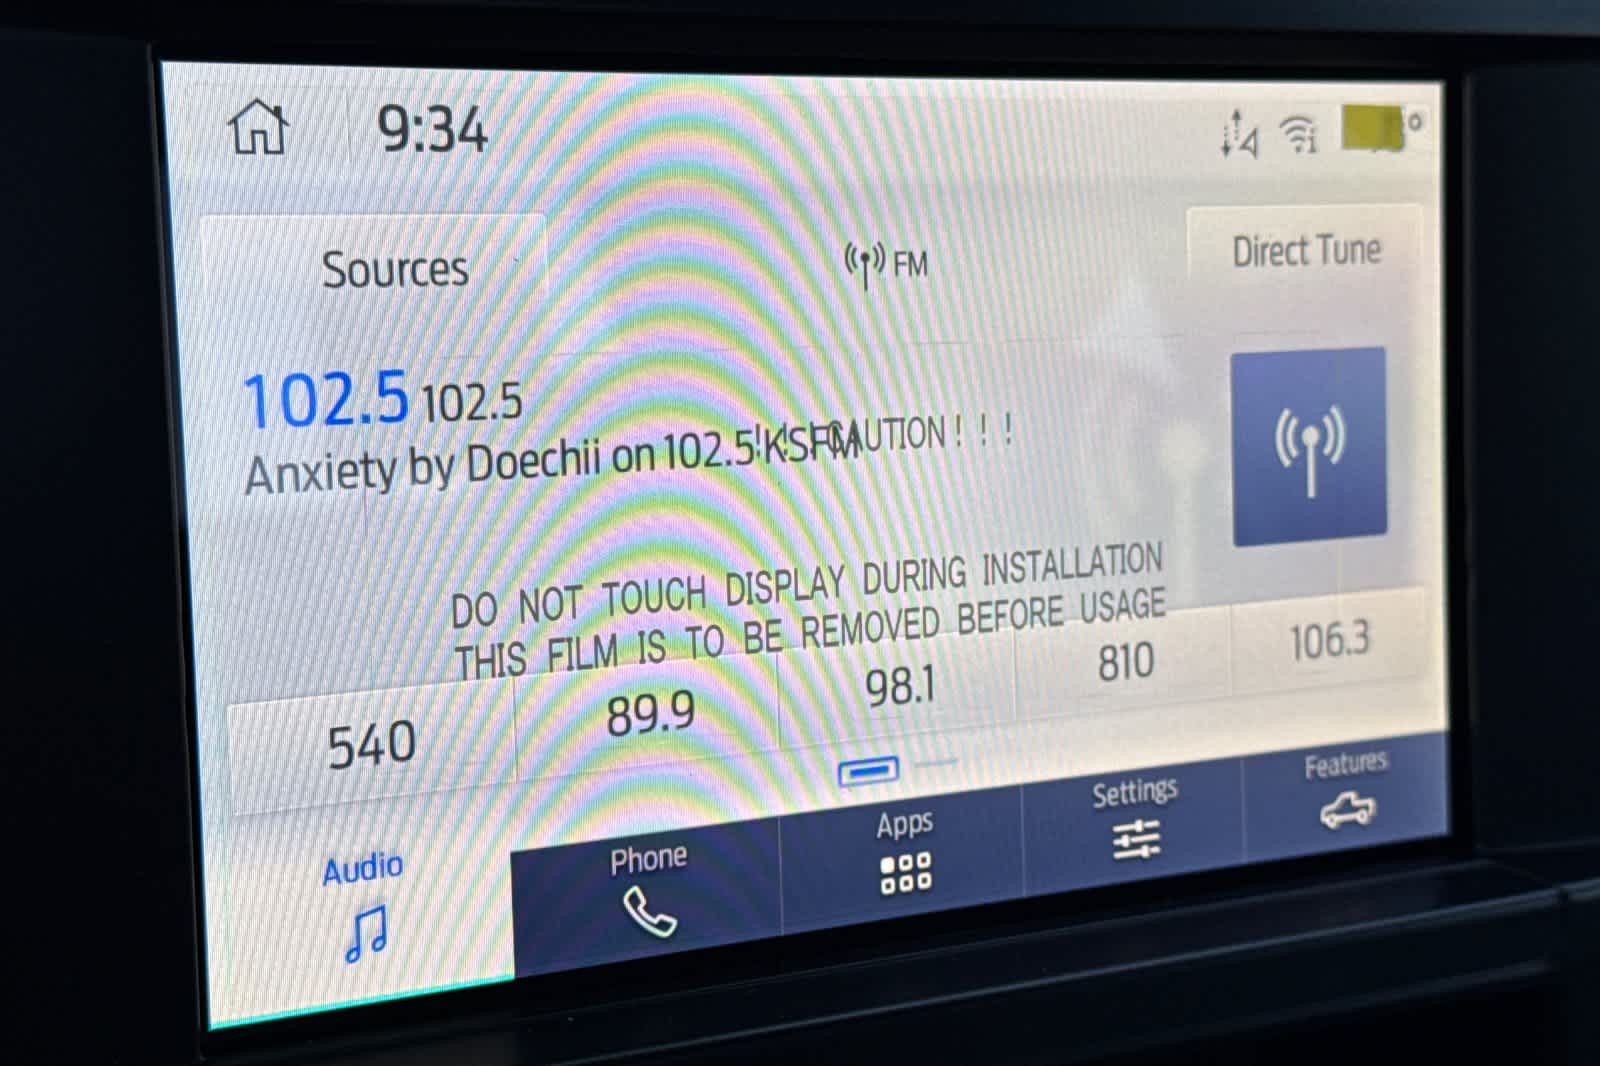 9:34
Sources
FM
Direct Tune
102.5 102.5
Anxiety by Doechii on 102.5 KSFM
! ! ! CAUTION ! ! !
DO NOT TOUCH DISPLAY DURING INSTALLATION
THIS FILM IS TO BE REMOVED BEFORE USAGE
540
89.9
98.1
810
106.3
Audio
Phone
Apps
Settings
Features